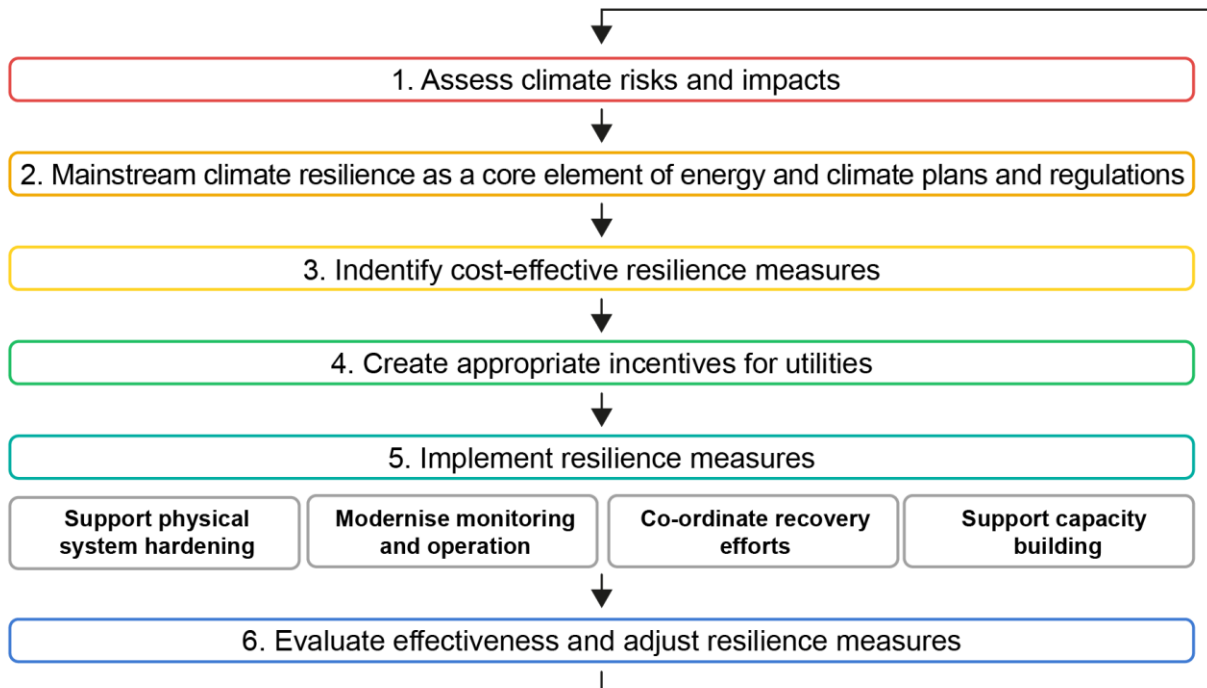 1. Assess climate risks and impacts
2. Mainstream climate resilience as a core element of energy and climate plans and regulations
3. Indentify cost-effective resilience measures
4. Create appropriate incentives for utilities
5. Implement resilience measures
Support physical
system hardening
Modernise monitoring
and operation
Co-ordinate recovery
efforts
Support capacity
building
6. Evaluate effectiveness and adjust resilience measures